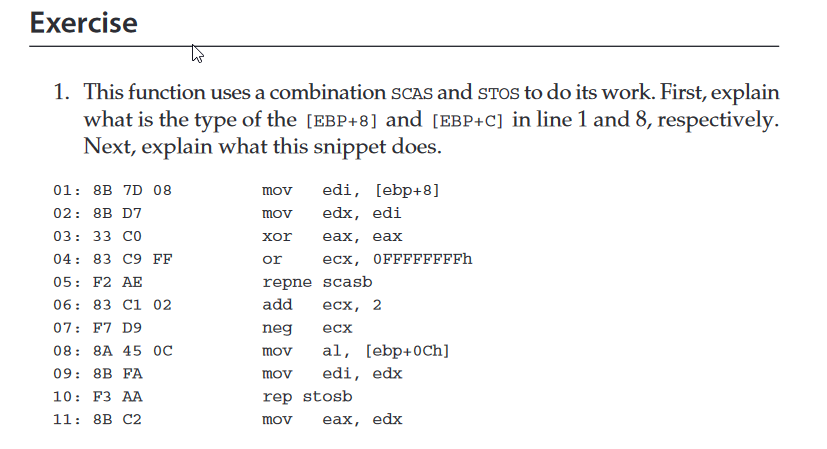 Exercise
1. This function uses a combination SCAS and STOS to do its work. First, explain
what is the type of the [EBP+8] and [EBP+C] in line 1 and 8, respectively.
Next, explain what this snippet does.
01: 8B 7D 08 mov edi, [ebp+8]
02: 8B D7 mov edx, edi
03: 33 C0 xor eax, eax
04: 83 C9 FF or ecx, 0FFFFFFFFh
05: F2 AE repne scasb
06: 83 C1 02 add ecx, 2
07: F7 D9 neg ecx
08: 8A 45 0C mov al, [ebp+0Ch]
09: 8B FA mov edi, edx
10: F3 AA rep stosb
11: 8B C2 mov eax, edx